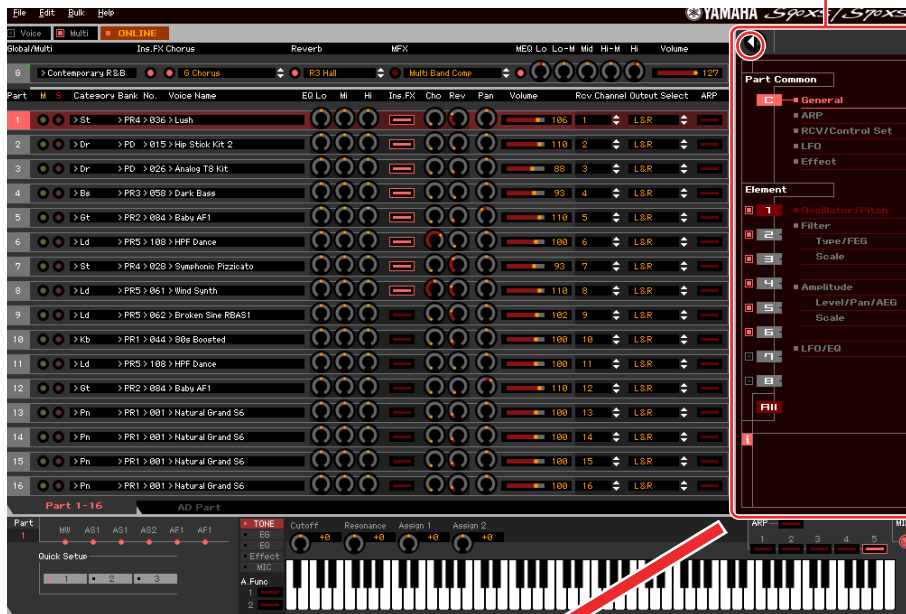 File Edit Bulk Help
YAMAHA S90XS/S70XS
Voice Multi ONLINE
Global/Multi Ins.FX Chorus Reverb MFX MEQ Lo Lo-M Mid Hi-M Hi Volume
6 > Contemporary R&B 6 Chorus R3 Hall Multi Band Comp 127
Part M S Category Bank No. Voice Name EQ Lo Mi Hi Ins.FX Cho Rev Pan Volume Rcv Channel Output Select ARP
1 > St > PR4 > 036 > Lush 106 1 L&R
2 > Dr > PD > 015 > Hip Stick Kit 2 110 2 L&R
3 > Dr > PD > 026 > Analog T8 Kit 88 3 L&R
4 > Bs > PR3 > 058 > Dark Bass 93 4 L&R
5 > Gt > PR2 > 084 > Baby AF1 110 5 L&R
6 > Ld > PR5 > 108 > HPF Dance 100 6 L&R
7 > St > PR4 > 028 > Symphonic Pizzicato 93 7 L&R
8 > Ld > PR5 > 061 > Wind Synth 110 8 L&R
9 > Ld > PR5 > 062 > Broken Sine RBAS1 102 9 L&R
10 > Kb > PR1 > 044 > 80s Boosted 100 10 L&R
11 > Ld > PR5 > 108 > HPF Dance 100 11 L&R
12 > Gt > PR2 > 084 > Baby AF1 110 12 L&R
13 > Pn > PR1 > 001 > Natural Grand S6 100 13 L&R
14 > Pn > PR1 > 001 > Natural Grand S6 100 14 L&R
15 > Pn > PR1 > 001 > Natural Grand S6 100 15 L&R
16 > Pn > PR1 > 001 > Natural Grand S6 100 16 L&R
Part 1-16 AD Part
Part Common
C General
ARP
RCV/Control Set
LFO
Effect
Element
1 Oscillator/Pitch
2 Filter
Type/FEG
3 Scale
4 Amplitude
Level/Pan/AEG
5 Scale
6
7 LFO/EQ
8
All
i
Part
1
MW AS1 AS1 AS2 AF1 AF1
Quick Setup
1 2 3
TONE
EG
EQ
Effect
MIC
A.Func
1
2
Cutoff Resonance Assign 1 Assign 2
+0 +0 +0 +0
ARP
1 2 3 4 5